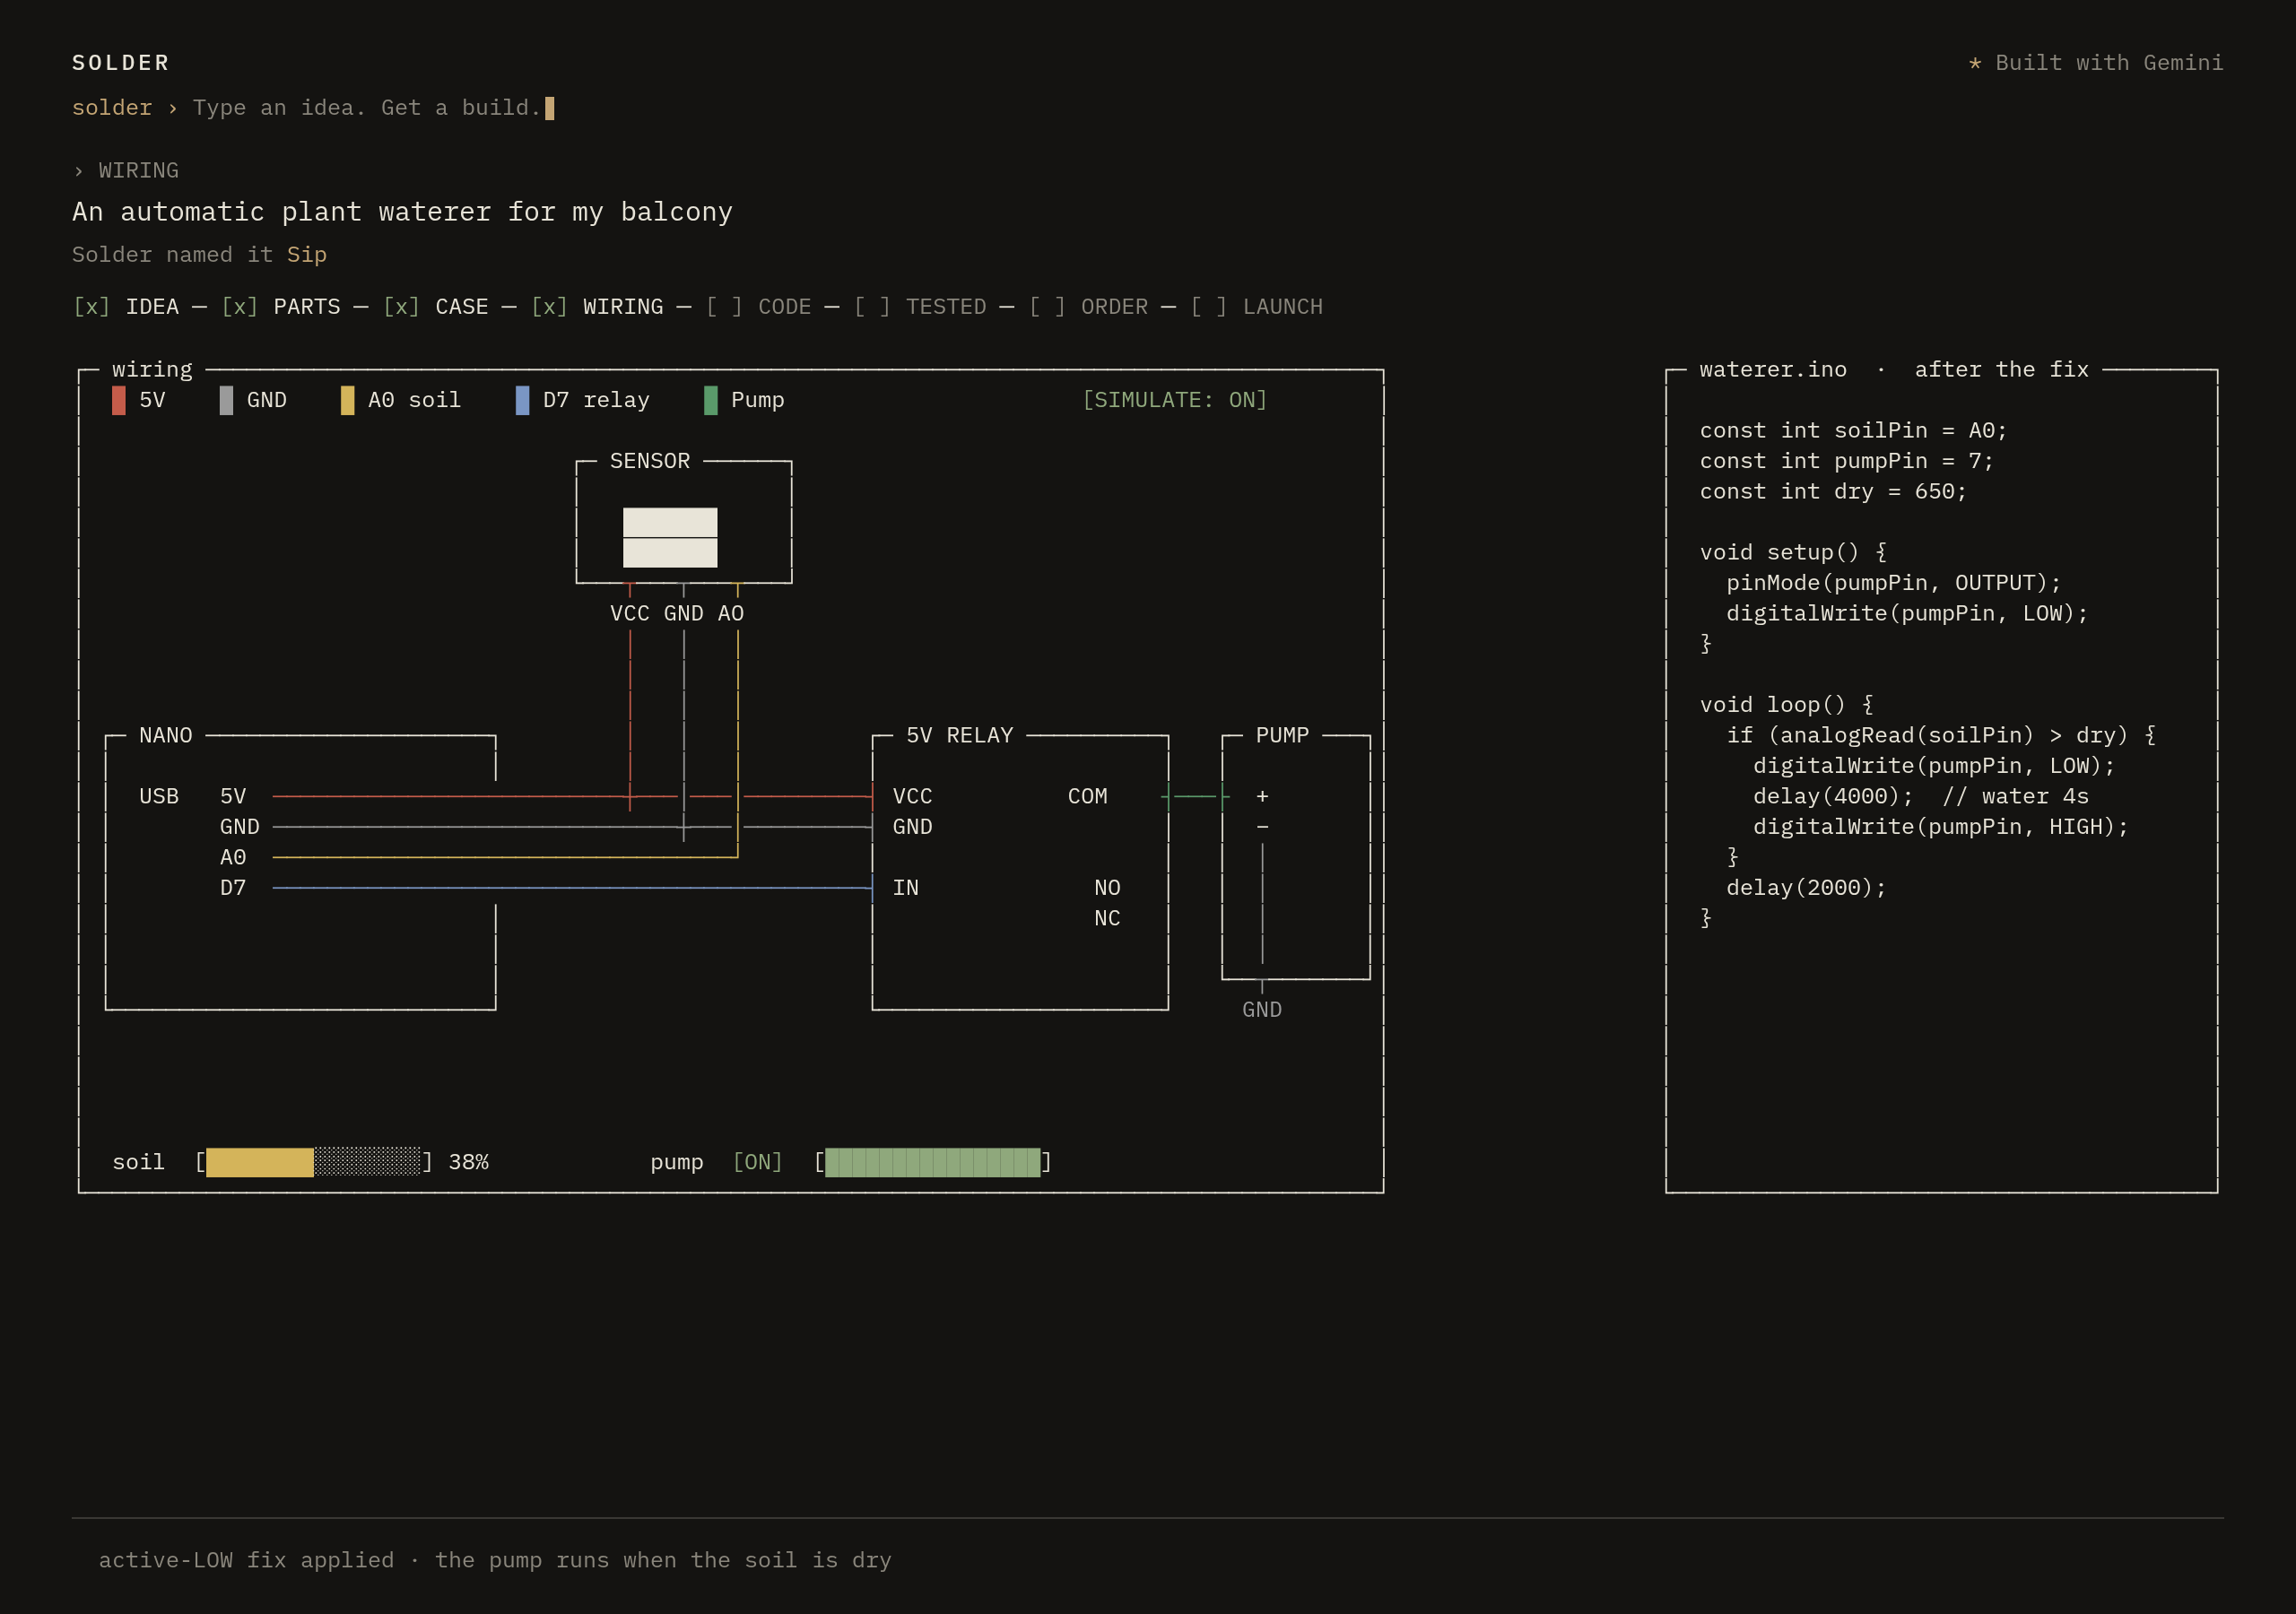 SOLDER
* Built with Gemini
solder › Type an idea. Get a build.
› WIRING
An automatic plant waterer for my balcony
Solder named it Sip
[x] IDEA — [x] PARTS — [x] CASE — [x] WIRING — [ ] CODE — [ ] TESTED — [ ] ORDER — [ ] LAUNCH
wiring
5V GND A0 soil D7 relay Pump [SIMULATE: ON]
SENSOR
VCC GND AO
NANO
USB 5V
GND
A0
D7
5V RELAY
VCC COM
GND
IN NO
NC
PUMP
+
−
GND
soil [ ] 38% pump [ON] [ ]
waterer.ino · after the fix
const int soilPin = A0;
const int pumpPin = 7;
const int dry = 650;
void setup() {
pinMode(pumpPin, OUTPUT);
digitalWrite(pumpPin, LOW);
}
void loop() {
if (analogRead(soilPin) > dry) {
digitalWrite(pumpPin, LOW);
delay(4000); // water 4s
digitalWrite(pumpPin, HIGH);
}
delay(2000);
}
active-LOW fix applied · the pump runs when the soil is dry